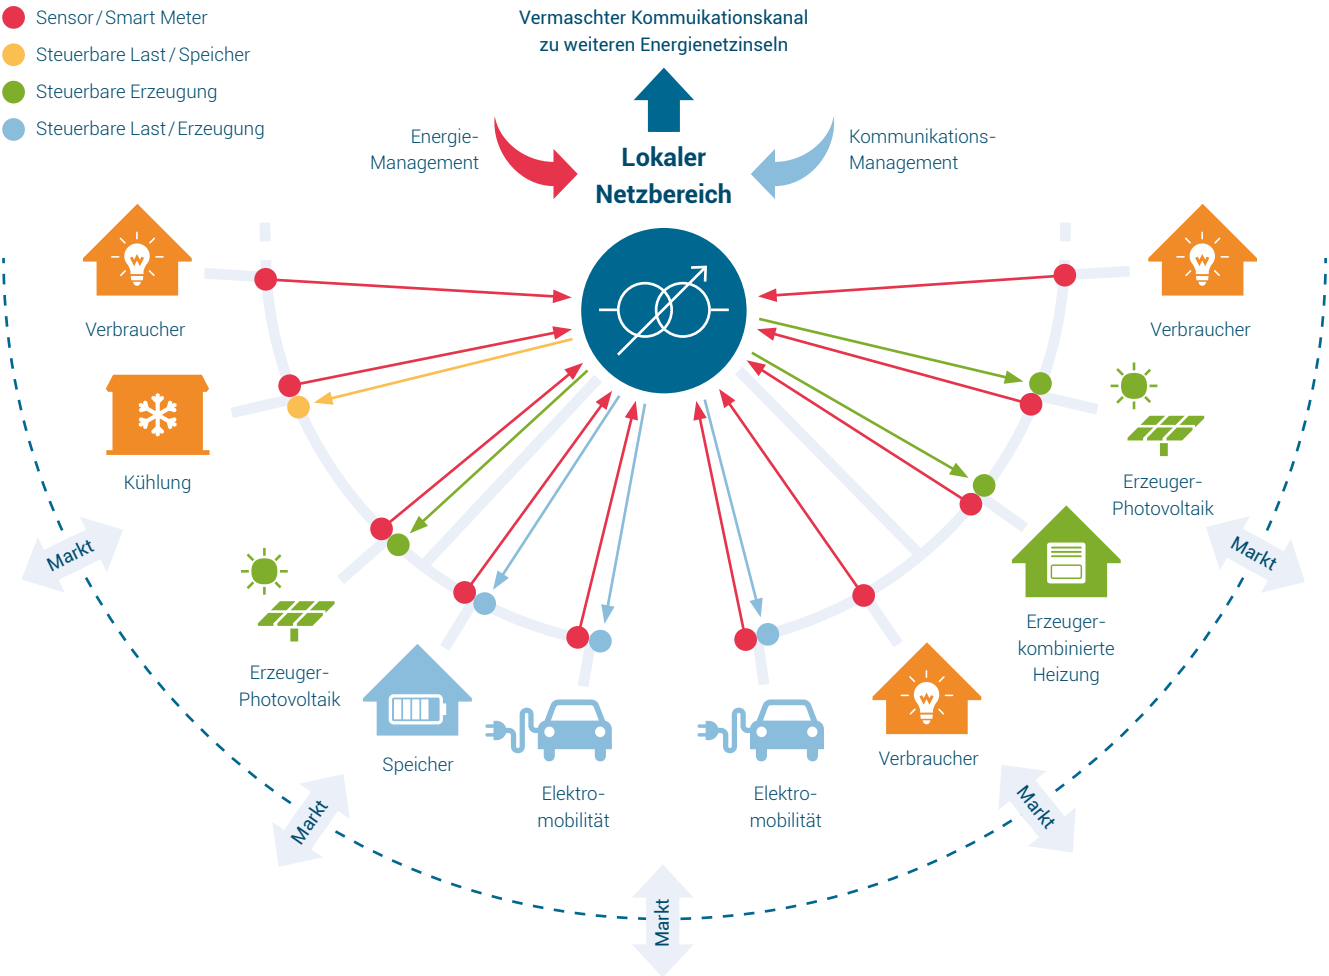 Sensor/Smart Meter
Steuerbare Last/Speicher
Steuerbare Erzeugung
Steuerbare Last/Erzeugung
Vermaschter Kommuikationskanal
zu weiteren Energienetzinseln
Energie-
Management
Lokaler
Netzbereich
Kommunikations-
Management
Verbraucher
Kühlung
Erzeuger-
Photovoltaik
Speicher
Elektro-
mobilität
Elektro-
mobilität
Verbraucher
Erzeuger-
kombinierte
Heizung
Erzeuger-
Photovoltaik
Verbraucher
Markt
Markt
Markt
Markt
Markt